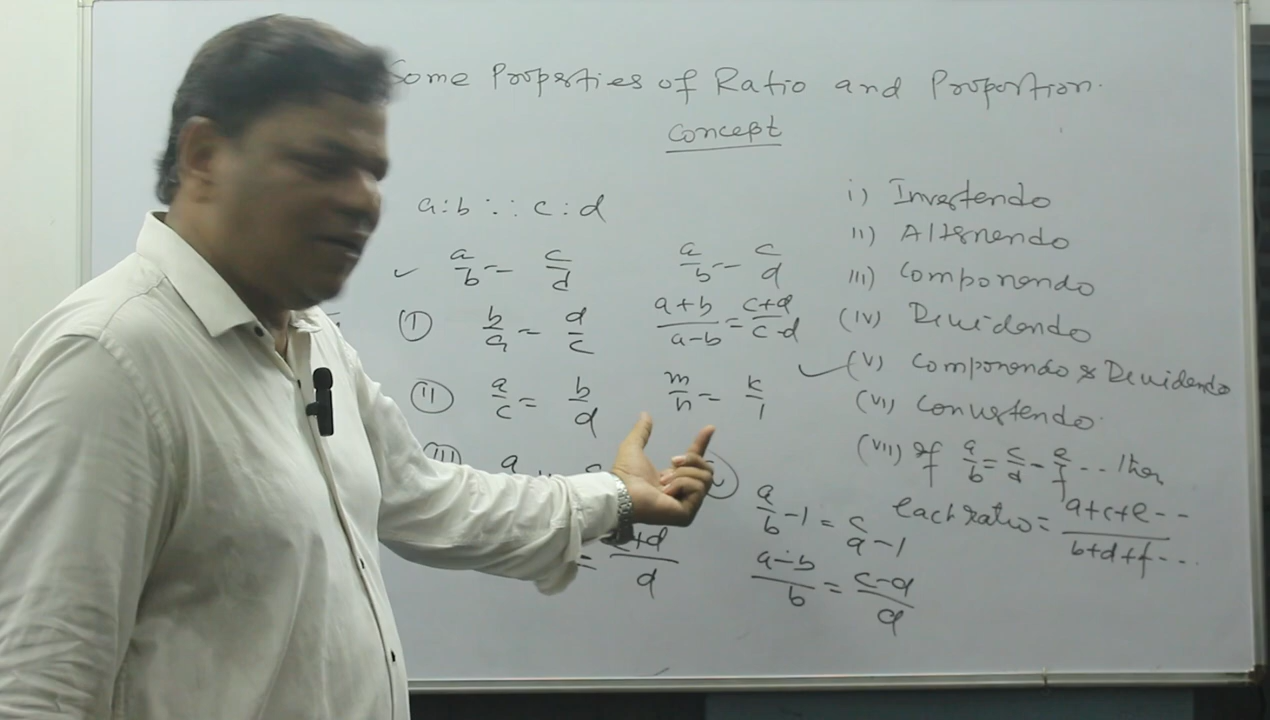 Some Properties of Ratio and Proportion.
Concept
a:b :: c:d
✓ a/b = c/d
(I) b/a = d/c
(II) a/c = b/d
(III) a
= c+d/d
a/b = c/d
a+b/a-b = c+d/c-d
m/n = k/l
a/b -1 = c/d -1
a-b/b = c-d/d
i) Invertendo
ii) Alternendo
iii) Componendo
(iv) Dividendo
✓ (v) Componendo & Dividendo
(vi) Convertendo.
(vii) If a/b = c/d = e/f ... then
each ratio = a+c+e--/b+d+f...